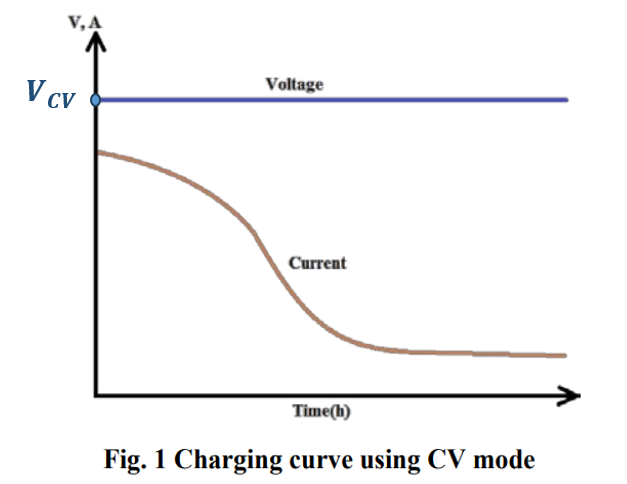 V, A
V_CV
Voltage
Current
Time(h)
Fig. 1 Charging curve using CV mode